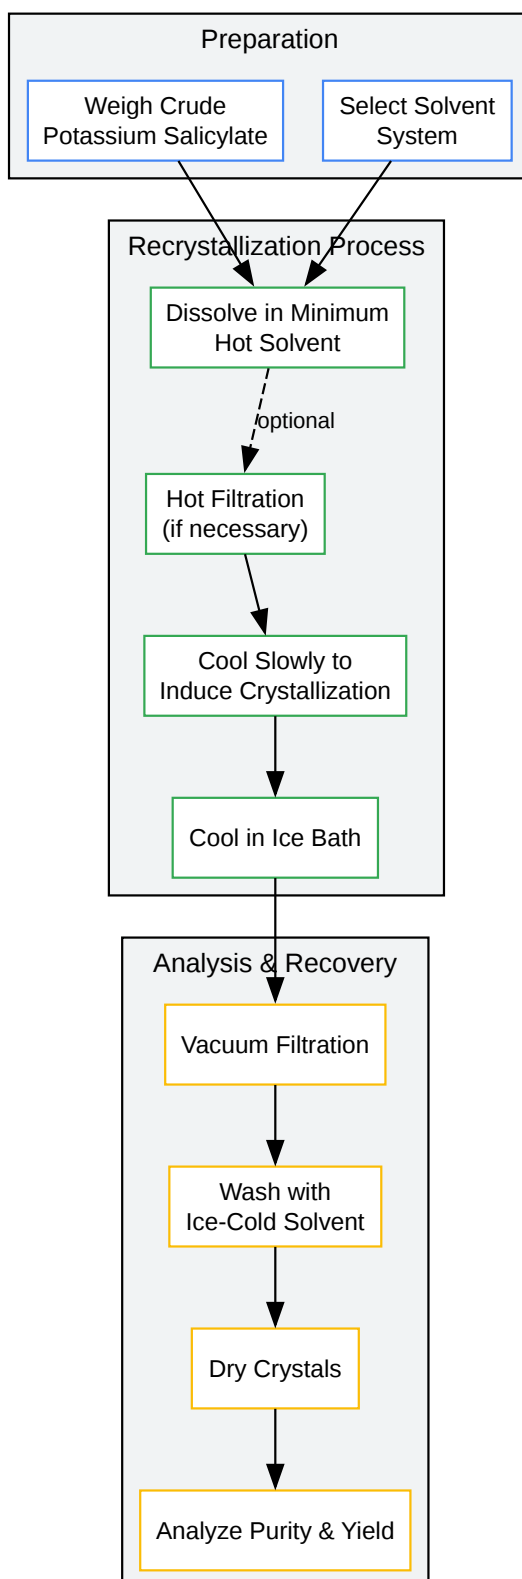 Preparation
Weigh Crude
Potassium Salicylate
Select Solvent
System
Recrystallization Process
Dissolve in Minimum
Hot Solvent
optional
Hot Filtration
(if necessary)
Cool Slowly to
Induce Crystallization
Cool in Ice Bath
Analysis & Recovery
Vacuum Filtration
Wash with
Ice-Cold Solvent
Dry Crystals
Analyze Purity & Yield